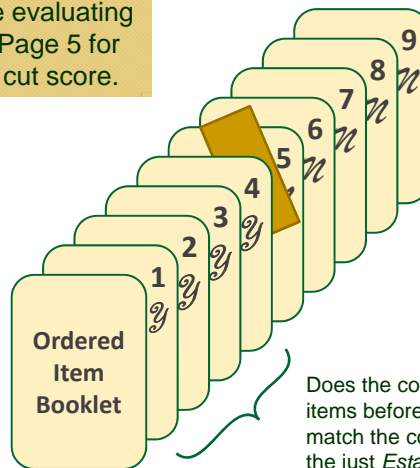 e evaluating
Page 5 for
cut score.
9
N
8
N
7
N
6
N
5
4
Y
3
Y
2
Y
1
Y
Ordered
Item
Booklet
Does the co
items before
match the co
the just Esta